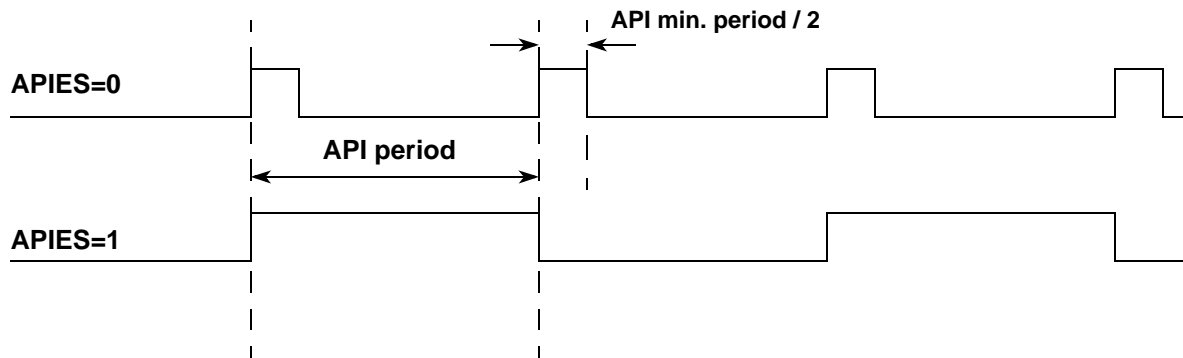 API min. period / 2
APIES=0
API period
APIES=1